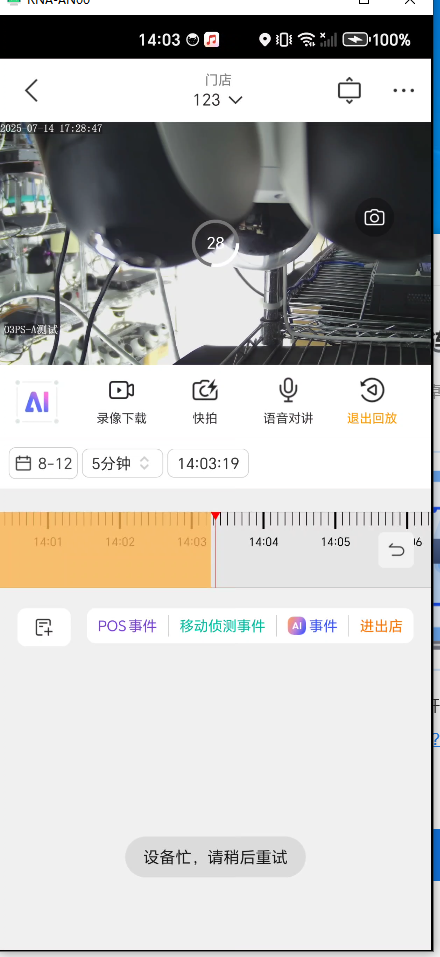 RNA-AN00
14:03 100%
门店
123
2025 07-14 17:28:47
28
03PS-A测试
AI 录像下载 快拍 语音对讲 退出回放
8-12 5分钟 14:03:19
14:01 14:02 14:03 14:04 14:05 06
POS事件 移动侦测事件 AI 事件 进出店
设备忙，请稍后重试